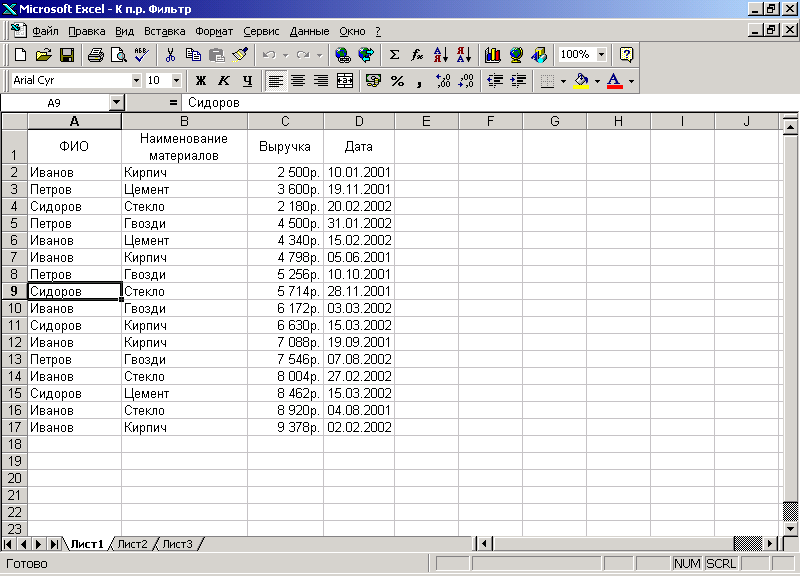 Microsoft Excel - К п.р. Фильтр
Файл Правка Вид Вставка Формат Сервис Данные Окно ?
100%
Arial Cyr 10 Ж К Ч
A9 = Сидоров
A B C D E F G H I J
1 ФИО Наименование материалов Выручка Дата
2 Иванов Кирпич 2 500р. 10.01.2001
3 Петров Цемент 3 600р. 19.11.2001
4 Сидоров Стекло 2 180р. 20.02.2002
5 Петров Гвозди 4 500р. 31.01.2002
6 Иванов Цемент 4 340р. 15.02.2002
7 Иванов Кирпич 4 798р. 05.06.2001
8 Петров Гвозди 5 256р. 10.10.2001
9 Сидоров Стекло 5 714р. 28.11.2001
10 Иванов Гвозди 6 172р. 03.03.2002
11 Сидоров Кирпич 6 630р. 15.03.2002
12 Иванов Кирпич 7 088р. 19.09.2001
13 Петров Гвозди 7 546р. 07.08.2002
14 Иванов Стекло 8 004р. 27.02.2002
15 Сидоров Цемент 8 462р. 15.03.2002
16 Иванов Стекло 8 920р. 04.08.2001
17 Иванов Кирпич 9 378р. 02.02.2002
18
19
20
21
22
23
Лист1 Лист2 Лист3
Готово NUM SCRL